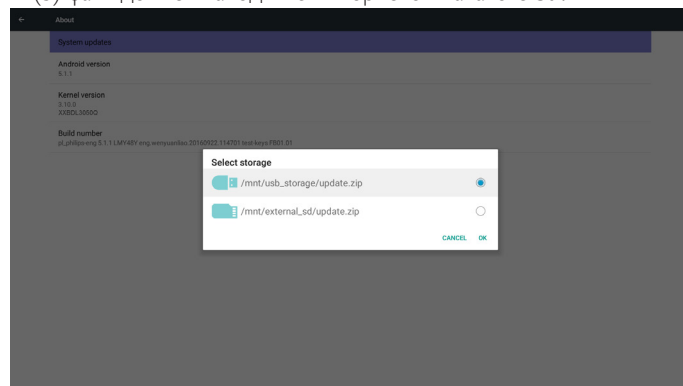 About
System updates
Android version
5.1.1
Kernel version
3.10.0
XXBDL3050Q
Build number
Select storage
/mnt/usb_storage/update.zip
/mnt/external_sd/update.zip
CANCEL OK